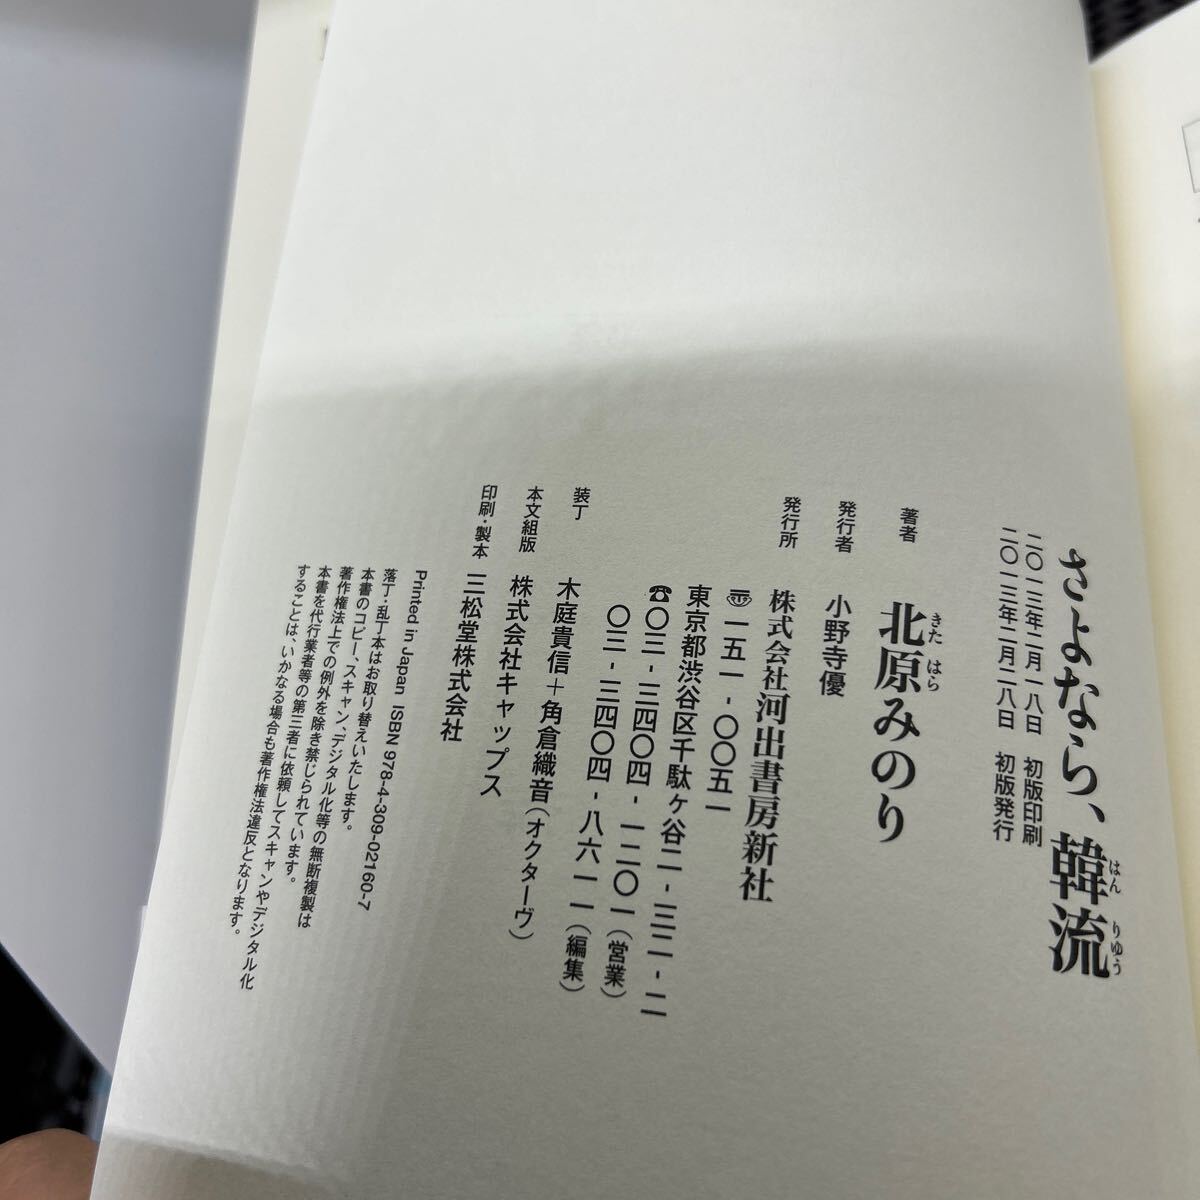 さよなら、韓流
はん りゆう
二〇一三年二月一八日 初版印刷
二〇一三年二月二八日 初版発行
著者 北原みのり
きた はら
発行者 小野寺優
発行所 株式会社河出書房新社
〠一五一-〇〇五一
東京都渋谷区千駄ヶ谷二-三二-二
☎〇三-三四〇四-一二〇一(営業)
〇三-三四〇四-八六一一(編集)
装丁 木庭貴信+角倉織音(オクターヴ)
本文組版 株式会社キャップス
印刷・製本 三松堂株式会社
Printed in Japan ISBN 978-4-309-02160-7
落丁・乱丁本はお取り替えいたします。
本書のコピー、スキャン、デジタル化等の無断複製は
著作権法上での例外を除き禁じられています。
本書を代行業者等の第三者に依頼してスキャンやデジタル化
することは、いかなる場合も著作権法違反となります。